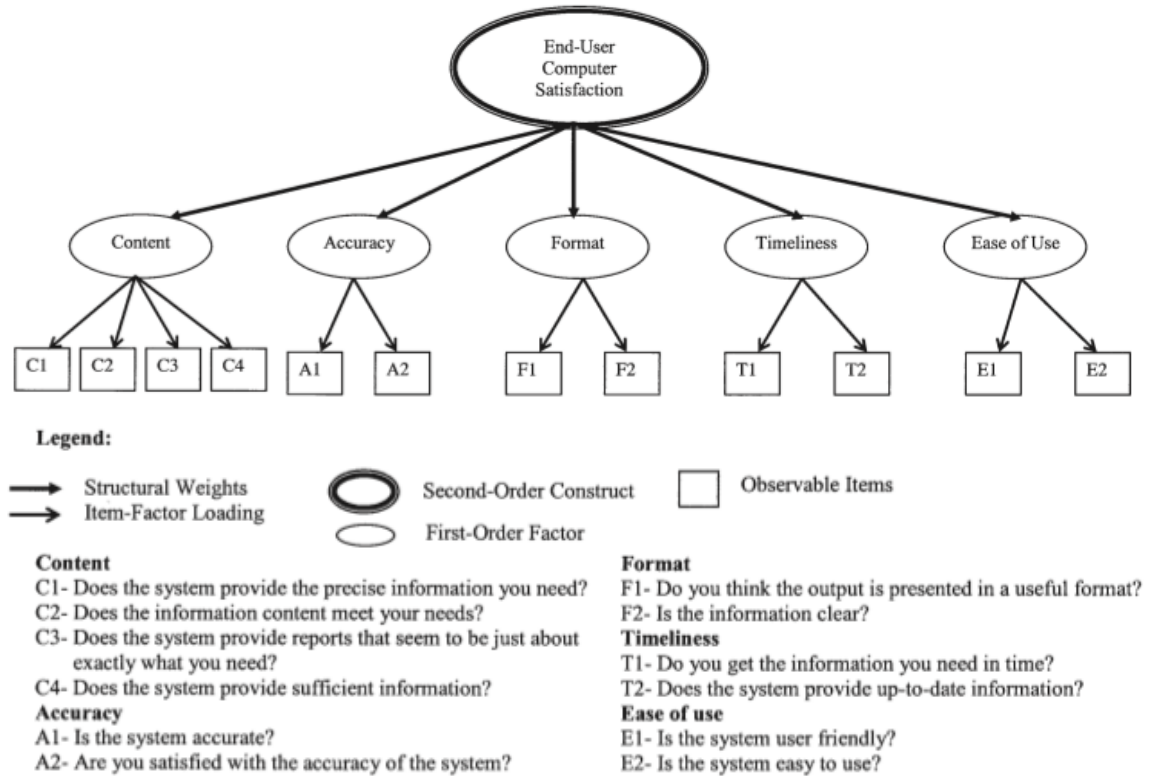 End-User
Computer
Satisfaction
Content
Accuracy
Format
Timeliness
Ease of Use
C1
C2
C3
C4
A1
A2
F1
F2
T1
T2
E1
E2
Legend:
Structural Weights
Item-Factor Loading
Second-Order Construct
First-Order Factor
Observable Items
Content
C1- Does the system provide the precise information you need?
C2- Does the information content meet your needs?
C3- Does the system provide reports that seem to be just about
exactly what you need?
C4- Does the system provide sufficient information?
Accuracy
A1- Is the system accurate?
A2- Are you satisfied with the accuracy of the system?
Format
F1- Do you think the output is presented in a useful format?
F2- Is the information clear?
Timeliness
T1- Do you get the information you need in time?
T2- Does the system provide up-to-date information?
Ease of use
E1- Is the system user friendly?
E2- Is the system easy to use?